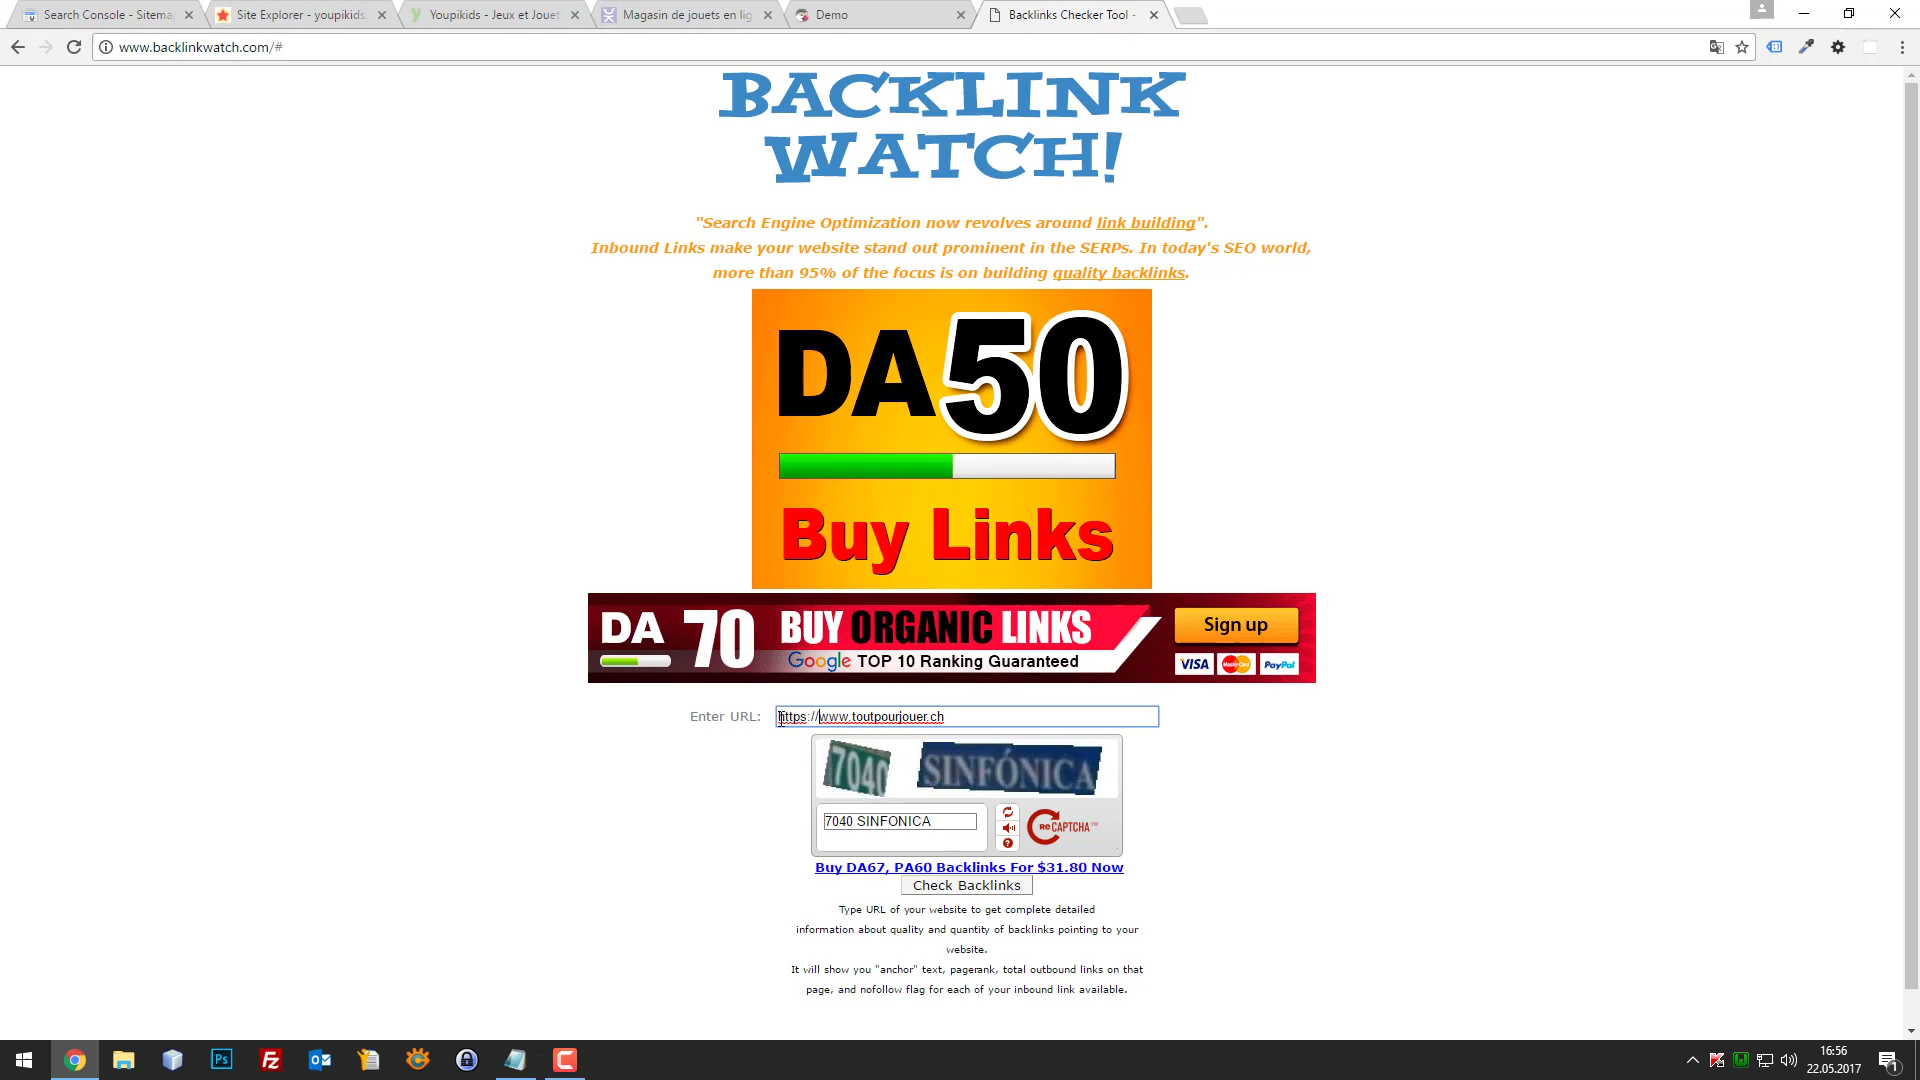 Search Console - Sitema
Site Explorer - youpikids.
Youpikids - Jeux et Jouet
Magasin de jouets en lig
Demo
Backlinks Checker Tool -
www.backlinkwatch.com/#
BACKLINK
WATCH!
"Search Engine Optimization now revolves around link building".
Inbound Links make your website stand out prominent in the SERPs. In today's SEO world,
more than 95% of the focus is on building quality backlinks.
DA50
Buy Links
DA 70 BUY ORGANIC LINKS
Google TOP 10 Ranking Guaranteed
Sign up
VISA MasterCard PayPal
Enter URL: https://www.toutpourjouer.ch
7040 SINFÓNICA
7040 SINFONICA
reCAPTCHA™
Buy DA67, PA60 Backlinks For $31.80 Now
Check Backlinks
Type URL of your website to get complete detailed
information about quality and quantity of backlinks pointing to your
website.
It will show you "anchor" text, pagerank, total outbound links on that
page, and nofollow flag for each of your inbound link available.
16:56
22.05.2017